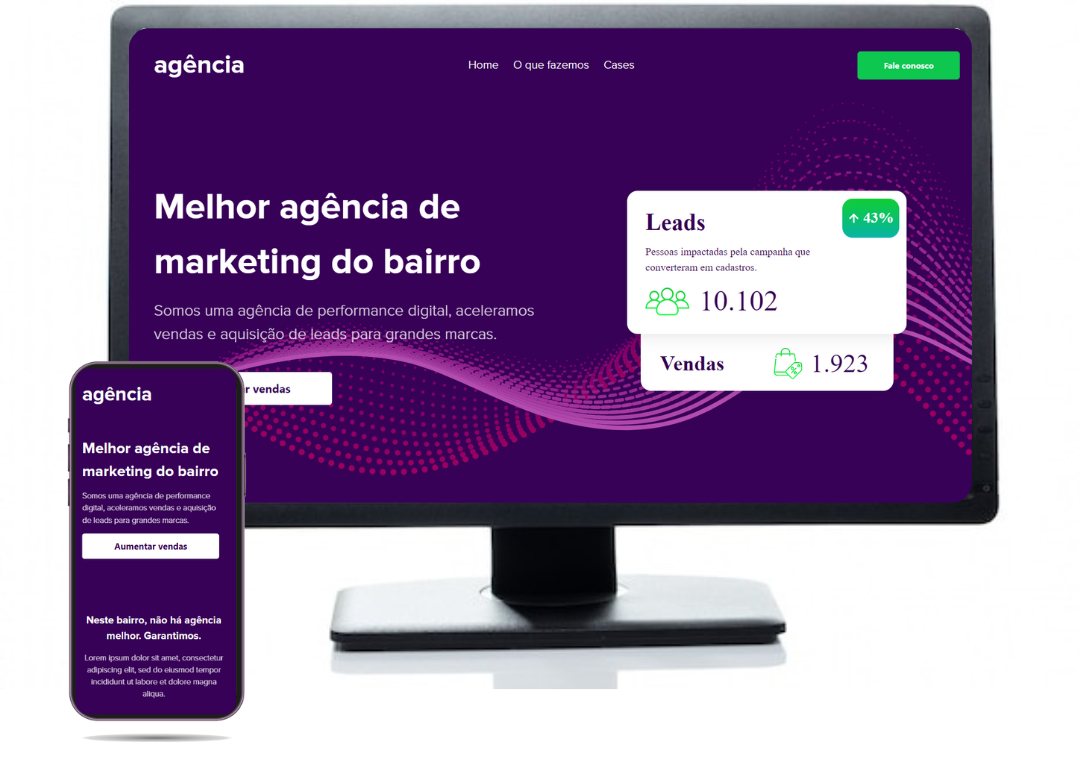 agência
Home O que fazemos Cases
Fale conosco
Melhor agência de
marketing do bairro
Somos uma agência de performance digital, aceleramos
vendas e aquisição de leads para grandes marcas.
vendas
Leads
↑ 43%
Pessoas impactadas pela campanha que
converteram em cadastros.
10.102
Vendas
1.923
agência
Melhor agência de
marketing do bairro
Somos uma agência de performance
digital, aceleramos vendas e aquisição
de leads para grandes marcas.
Aumentar vendas
Neste bairro, não há agência
melhor. Garantimos.
Lorem ipsum dolor sit amet, consectetur
adipiscing elit, sed do eiusmod tempor
incididunt ut labore et dolore magna
aliqua.